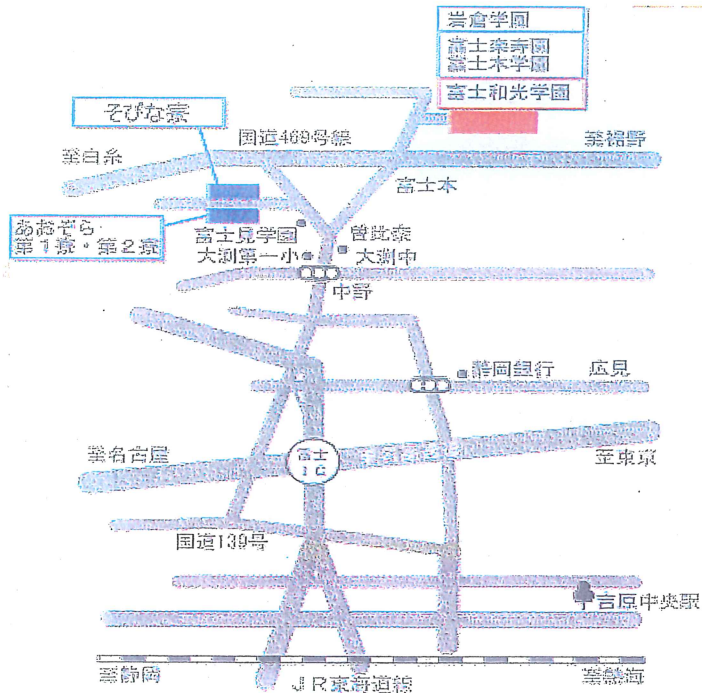 岩倉学園
富士楽寿園
富士本学園
富士和光学園
そびな寮
国道469号線
至裾野
至白糸
富士本
あおぞら
第1寮・第2寮
富士見学園
曽比奈
大渕第一小
大渕中
中野
静岡銀行
広見
至名古屋
富士
IC
至東京
国道139号
吉原中央駅
至静岡
JR東海道線
至熱海